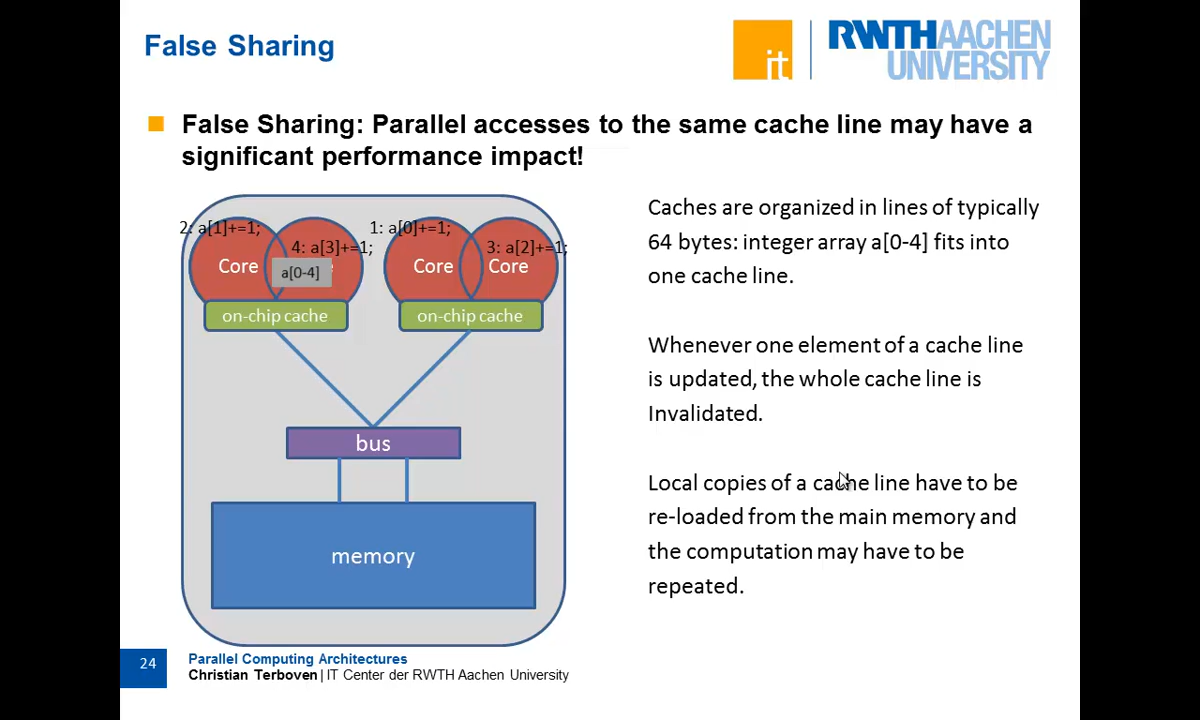 False Sharing
it
RWTHAACHEN
UNIVERSITY
False Sharing: Parallel accesses to the same cache line may have a
significant performance impact!
2: a[1]+=1;
1: a[0]+=1;
4: a[3]+=1;
3: a[2]+=1;
Core
a[0-4]
Core
Core
on-chip cache
on-chip cache
bus
memory
Caches are organized in lines of typically
64 bytes: integer array a[0-4] fits into
one cache line.
Whenever one element of a cache line
is updated, the whole cache line is
Invalidated.
Local copies of a cache line have to be
re-loaded from the main memory and
the computation may have to be
repeated.
24
Parallel Computing Architectures
Christian Terboven | IT Center der RWTH Aachen University